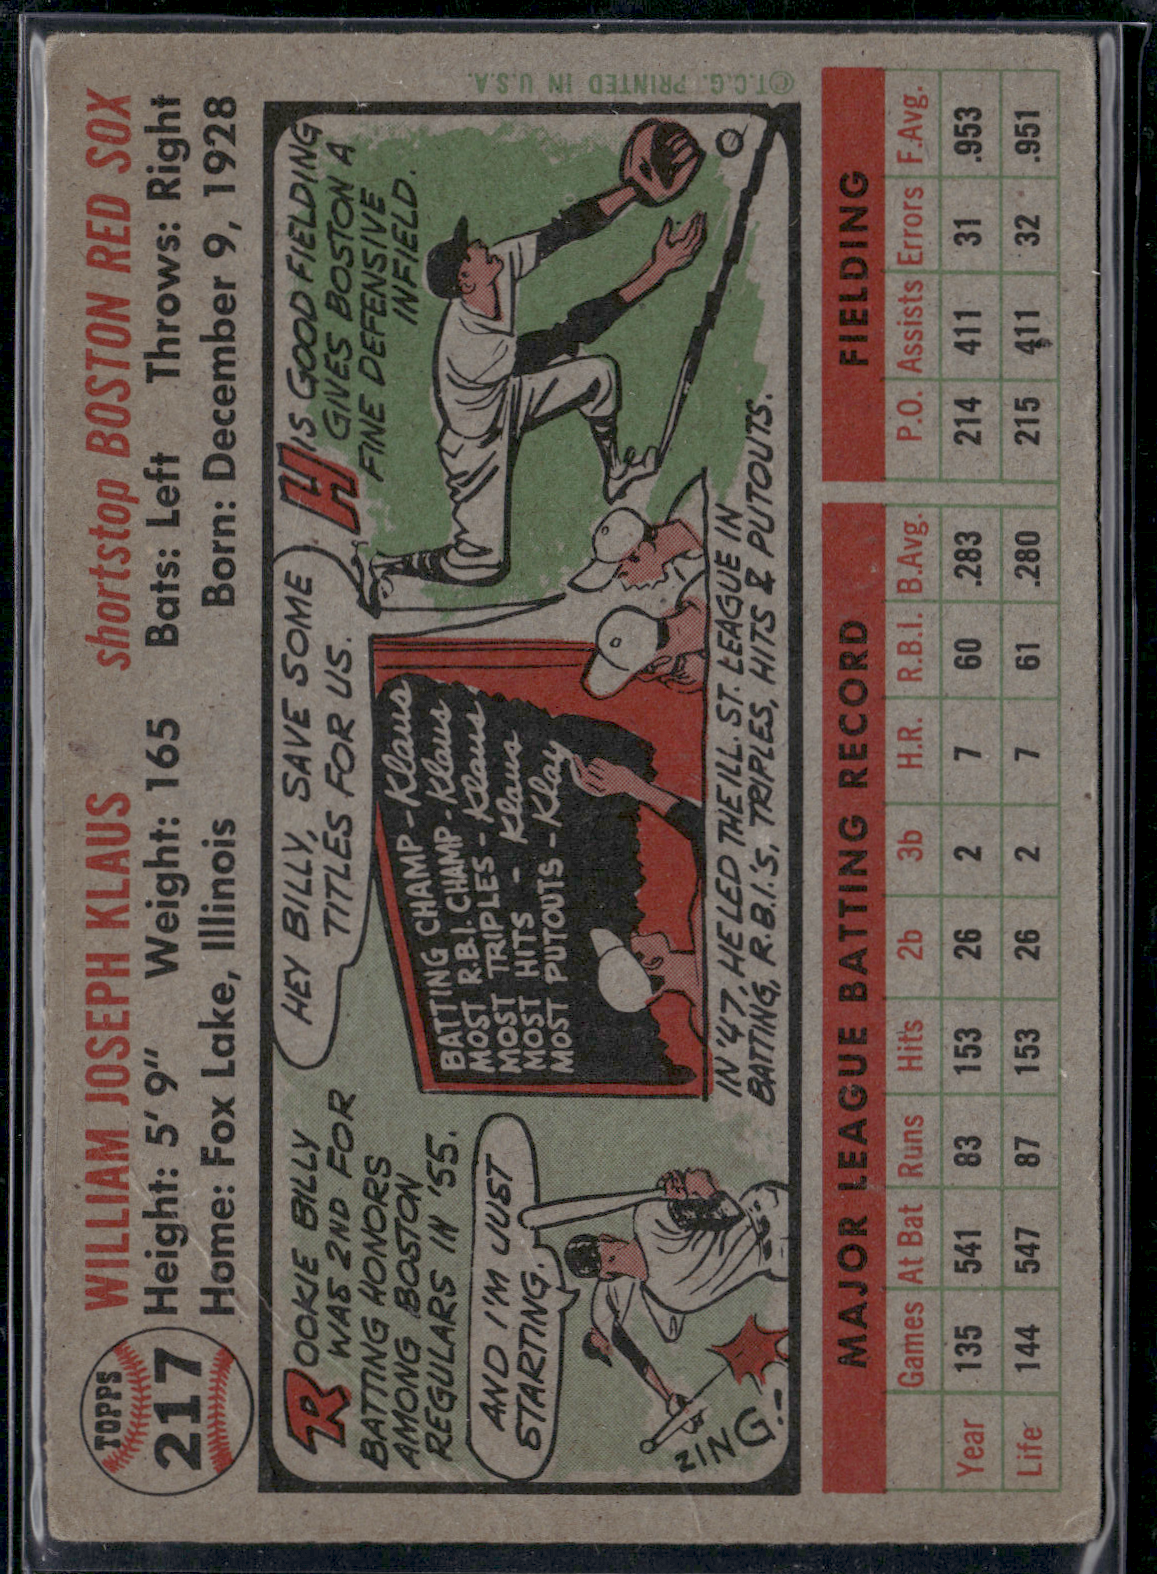 TOPPS
217
WILLIAM JOSEPH KLAUS shortstop BOSTON RED SOX
Height: 5' 9" Weight: 165 Bats: Left Throws: Right
Home: Fox Lake, Illinois Born: December 9, 1928
ROOKIE BILLY
WAS 2ND FOR
BATTING HONORS
AMONG BOSTON
REGULARS IN '55.
AND I'M JUST
STARTING.
ZING.-
HEY BILLY, SAVE SOME
TITLES FOR US.
BATTING CHAMP - Klaus
MOST R.B.I. CHAMP - Klaus
MOST TRIPLES - Klaus
MOST HITS - Klaus
MOST PUTOUTS - Klau
IN '47, HE LED THE ILL. ST. LEAGUE IN
BATTING, R.B.I.S, TRIPLES, HITS & PUTOUTS.
HIS GOOD FIELDING
GIVES BOSTON A
FINE DEFENSIVE
INFIELD.
©T.C.G. PRINTED IN U.S.A.
MAJOR LEAGUE BATTING RECORD FIELDING
Games At Bat Runs Hits 2b 3b H.R. R.B.I. B.Avg. P.O. Assists Errors F.Avg.
Year 135 541 83 153 26 2 7 60 .283 214 411 31 .953
Life 144 547 87 153 26 2 7 61 .280 215 411 32 .951